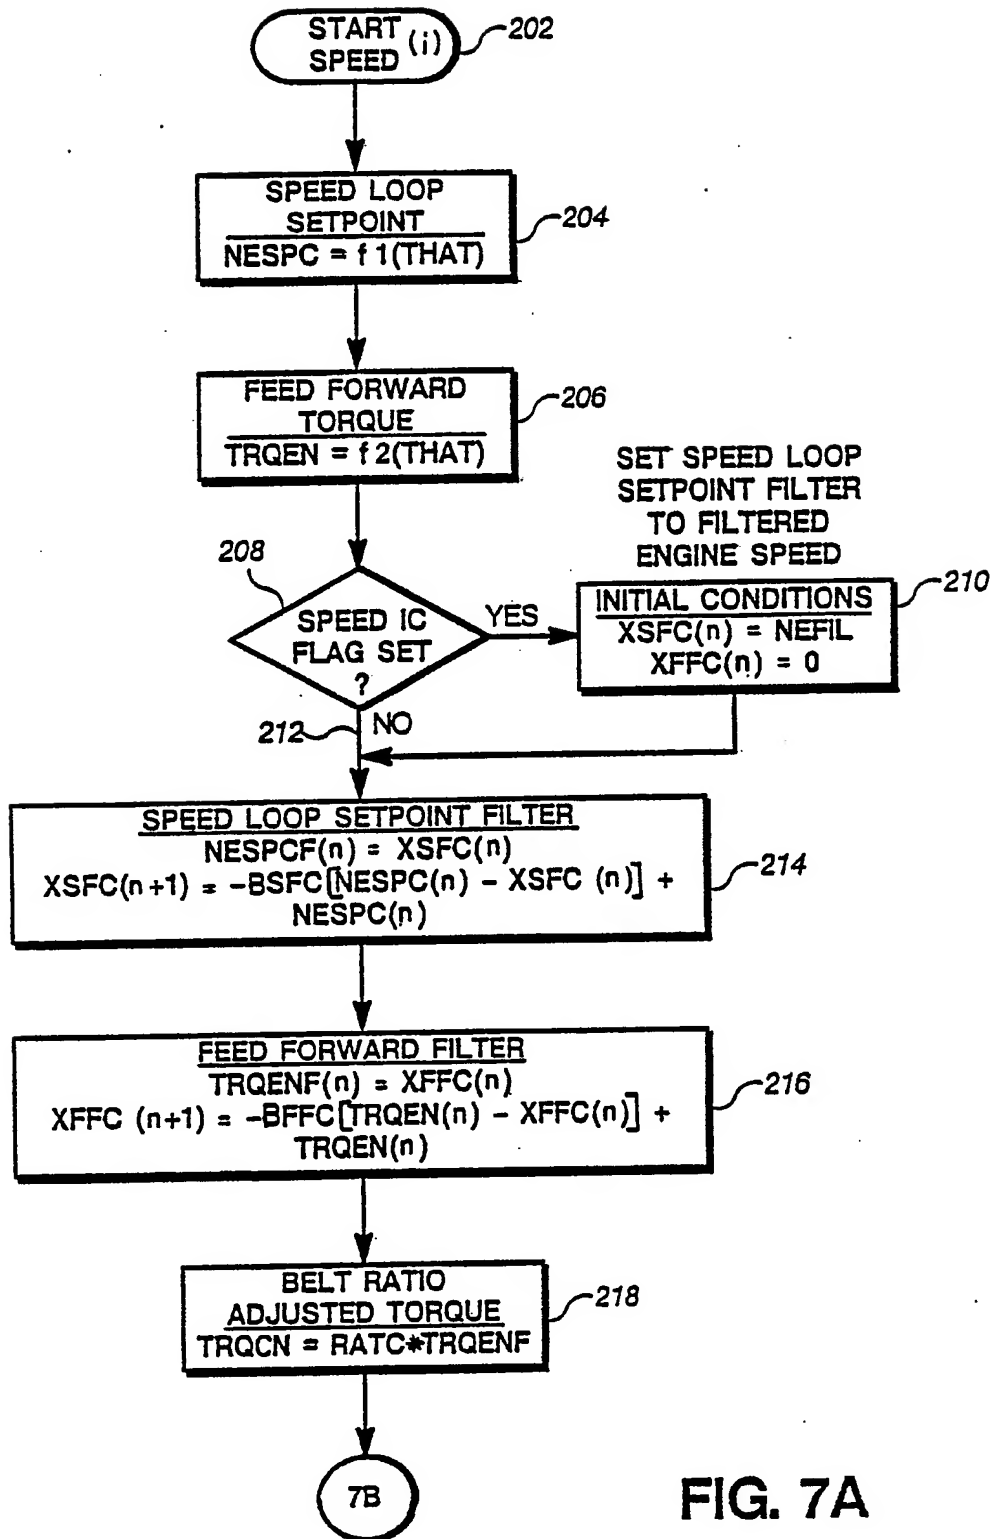 START (i)
SPEED
202
SPEED LOOP
SETPOINT
NESPC = f1(THAT)
204
FEED FORWARD
TORQUE
TRQEN = f2(THAT)
206
SET SPEED LOOP
SETPOINT FILTER
TO FILTERED
ENGINE SPEED
208
SPEED IC
FLAG SET
?
YES
INITIAL CONDITIONS
XSFC(n) = NEFIL
XFFC(n) = 0
210
212
NO
SPEED LOOP SETPOINT FILTER
NESPCF(n) = XSFC(n)
XSFC(n+1) = -BSFC[NESPC(n) - XSFC (n)] +
NESPC(n)
214
FEED FORWARD FILTER
TRQENF(n) = XFFC(n)
XFFC (n+1) = -BFFC[TRQEN(n) - XFFC(n)] +
TRQEN(n)
216
BELT RATIO
ADJUSTED TORQUE
TRQCN = RATC*TRQENF
218
7B
FIG. 7A